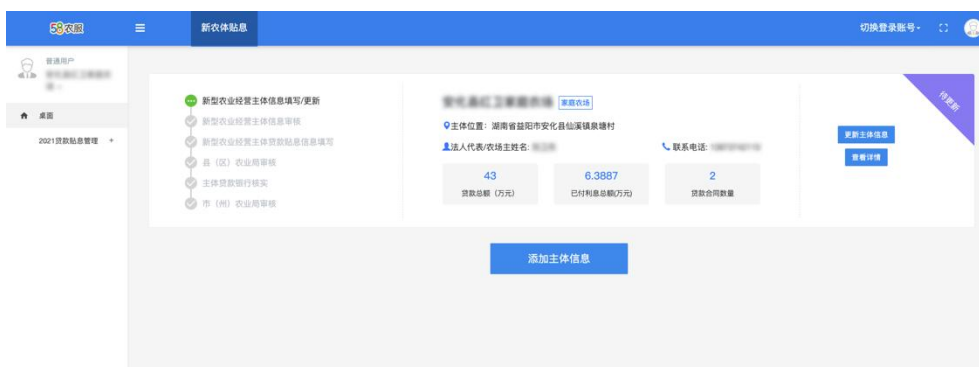 58农服
新农体贴息
切换登录账号
普通用户
桌面
2021贷款贴息管理 +
新型农业经营主体信息填写/更新
新型农业经营主体信息审核
新型农业经营主体贷款贴息信息填写
县（区）农业局审核
主体贷款银行核实
市（州）农业局审核
家庭农场
主体位置：湖南省益阳市安化县仙溪镇泉塘村
法人代表/农场主姓名:
联系电话:
43
贷款总额（万元）
6.3887
已付利息总额(万元)
2
贷款合同数量
更新主体信息
查看详情
待更新
添加主体信息